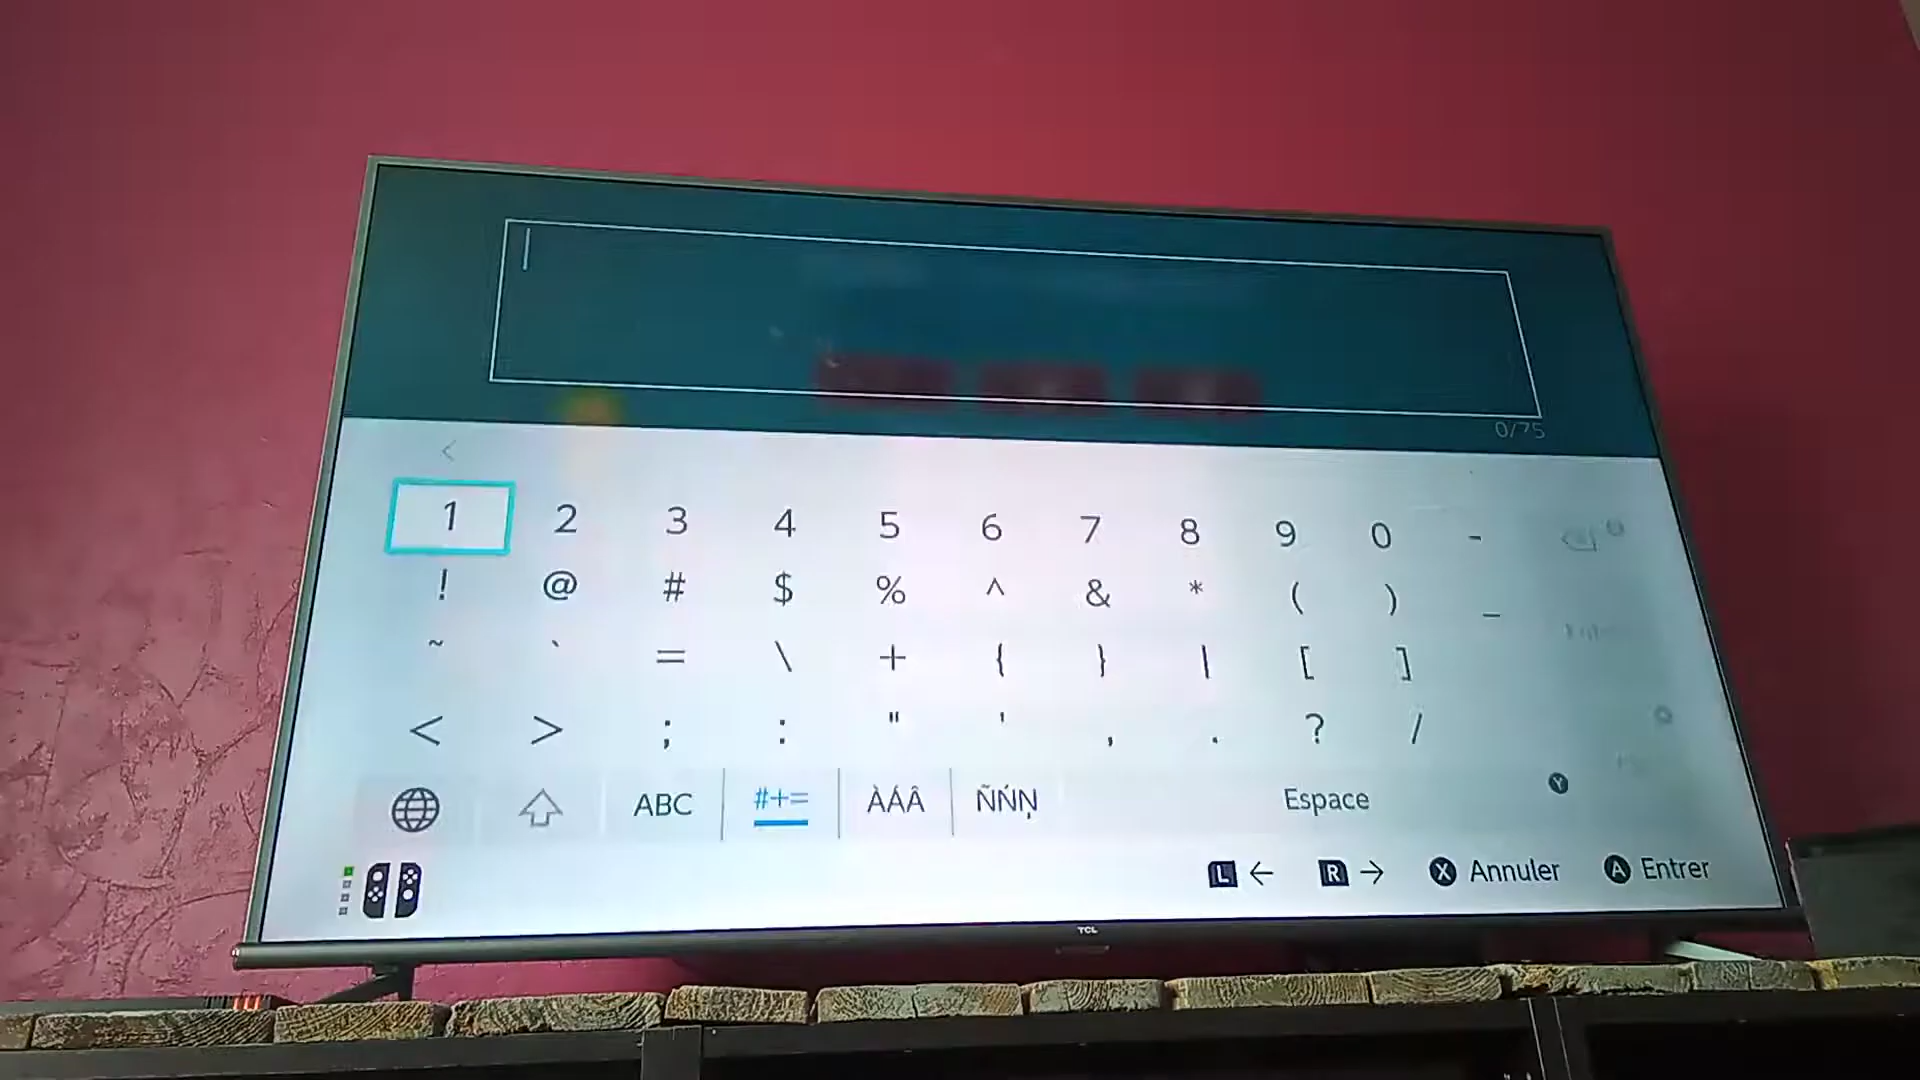 0/75
<
1 2 3 4 5 6 7 8 9 0 -
! @ # $ % ^ & * ( ) _
~ ` = \ + { } | [ ]
< > ; : " ' , . ? /
ABC #+= ÀÁÂ ÑŃŅ Espace Y
L ← R → X Annuler A Entrer
TCL